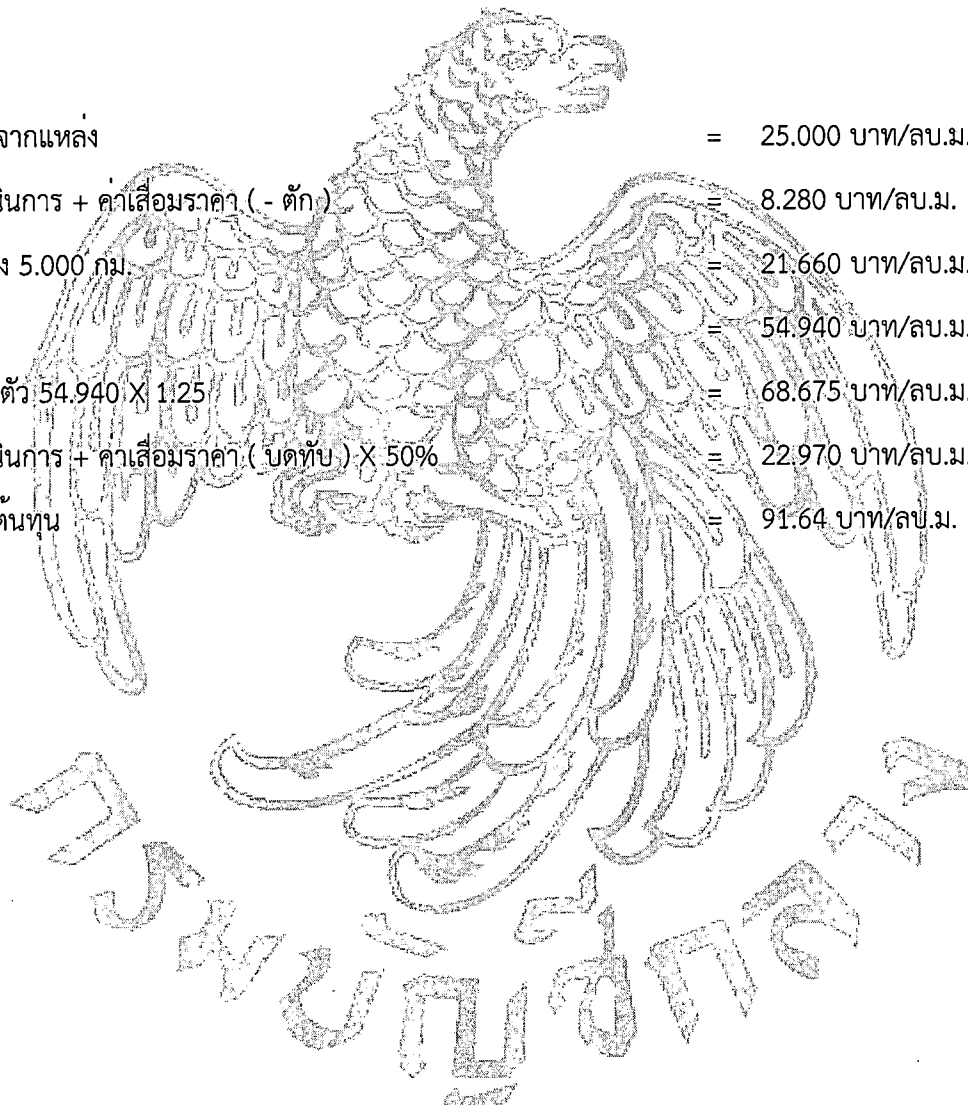 จากแหล่ง = 25.000 บาท/ลบ.ม.
นินการ + ค่าเสื่อมราคา ( - ตัก ) = 8.280 บาท/ลบ.ม.
ง 5.000 กม. = 21.660 บาท/ลบ.ม.
= 54.940 บาท/ลบ.ม.
ตัว 54.940 X 1.25 = 68.675 บาท/ลบ.ม.
นินการ + ค่าเสื่อมราคา ( บดทับ ) X 50% = 22.970 บาท/ลบ.ม.
ต้นทุน = 91.64 บาท/ลบ.ม.
กรมบัญชีกลาง